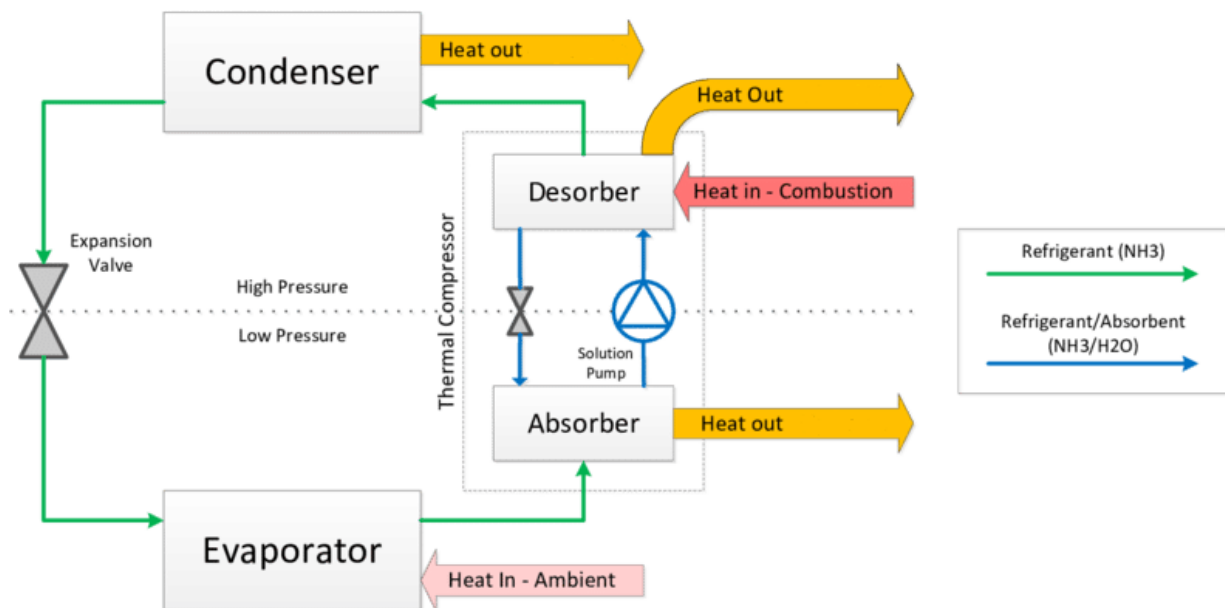 Condenser
Heat out
Heat Out
Desorber
Heat in - Combustion
Expansion
Valve
High Pressure
Low Pressure
Thermal Compressor
Solution
Pump
Absorber
Heat out
Evaporator
Heat In - Ambient
Refrigerant (NH3)
Refrigerant/Absorbent
(NH3/H2O)